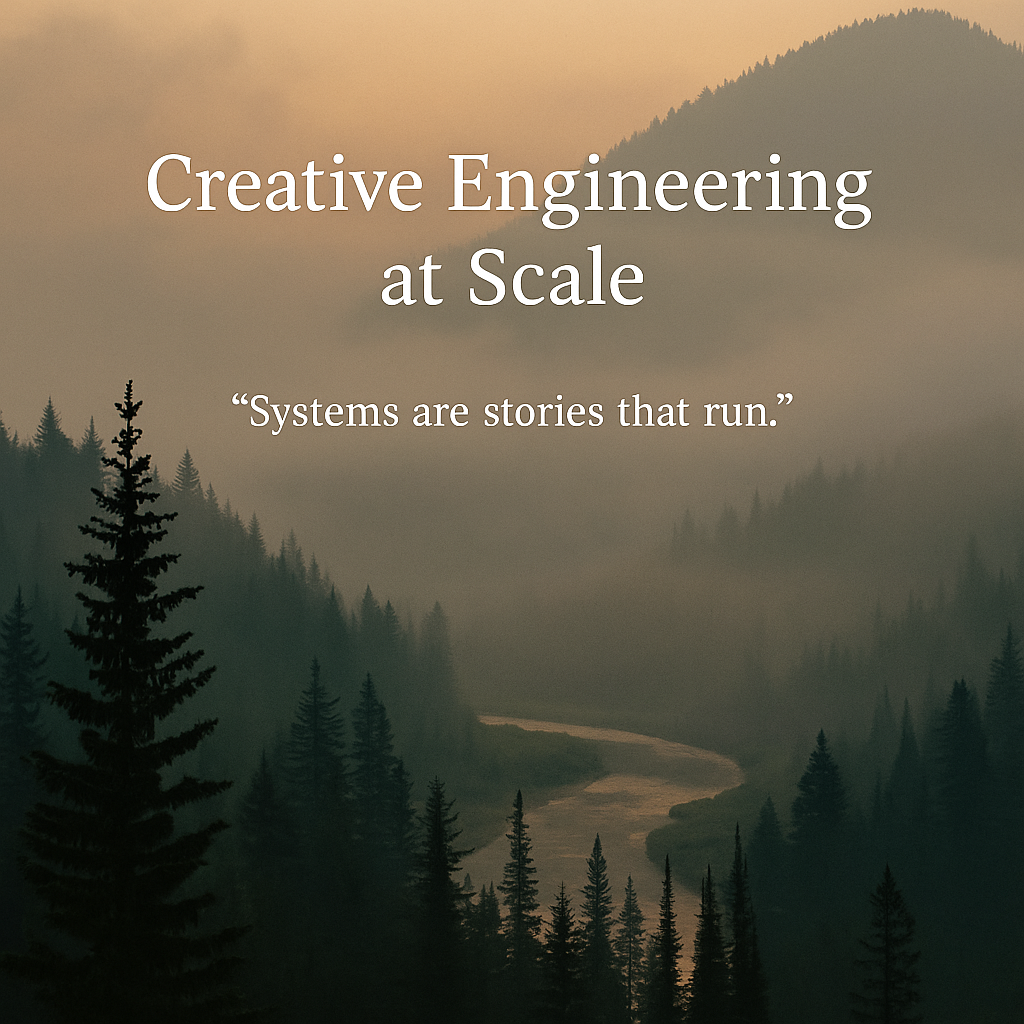 Creative Engineering
at Scale
“Systems are stories that run.”